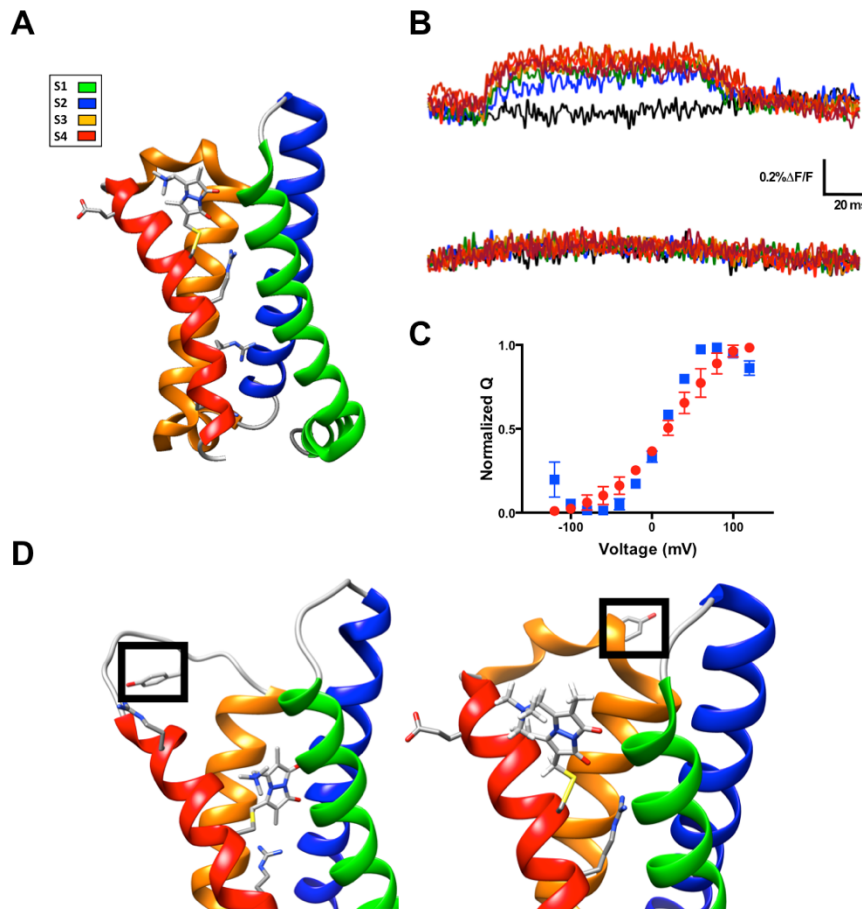 A
S1
S2
S3
S4
B
0.2%ΔF/F
20 ms
C
1.0
0.5
0.0
Normalized Q
-100
0
100
Voltage (mV)
D